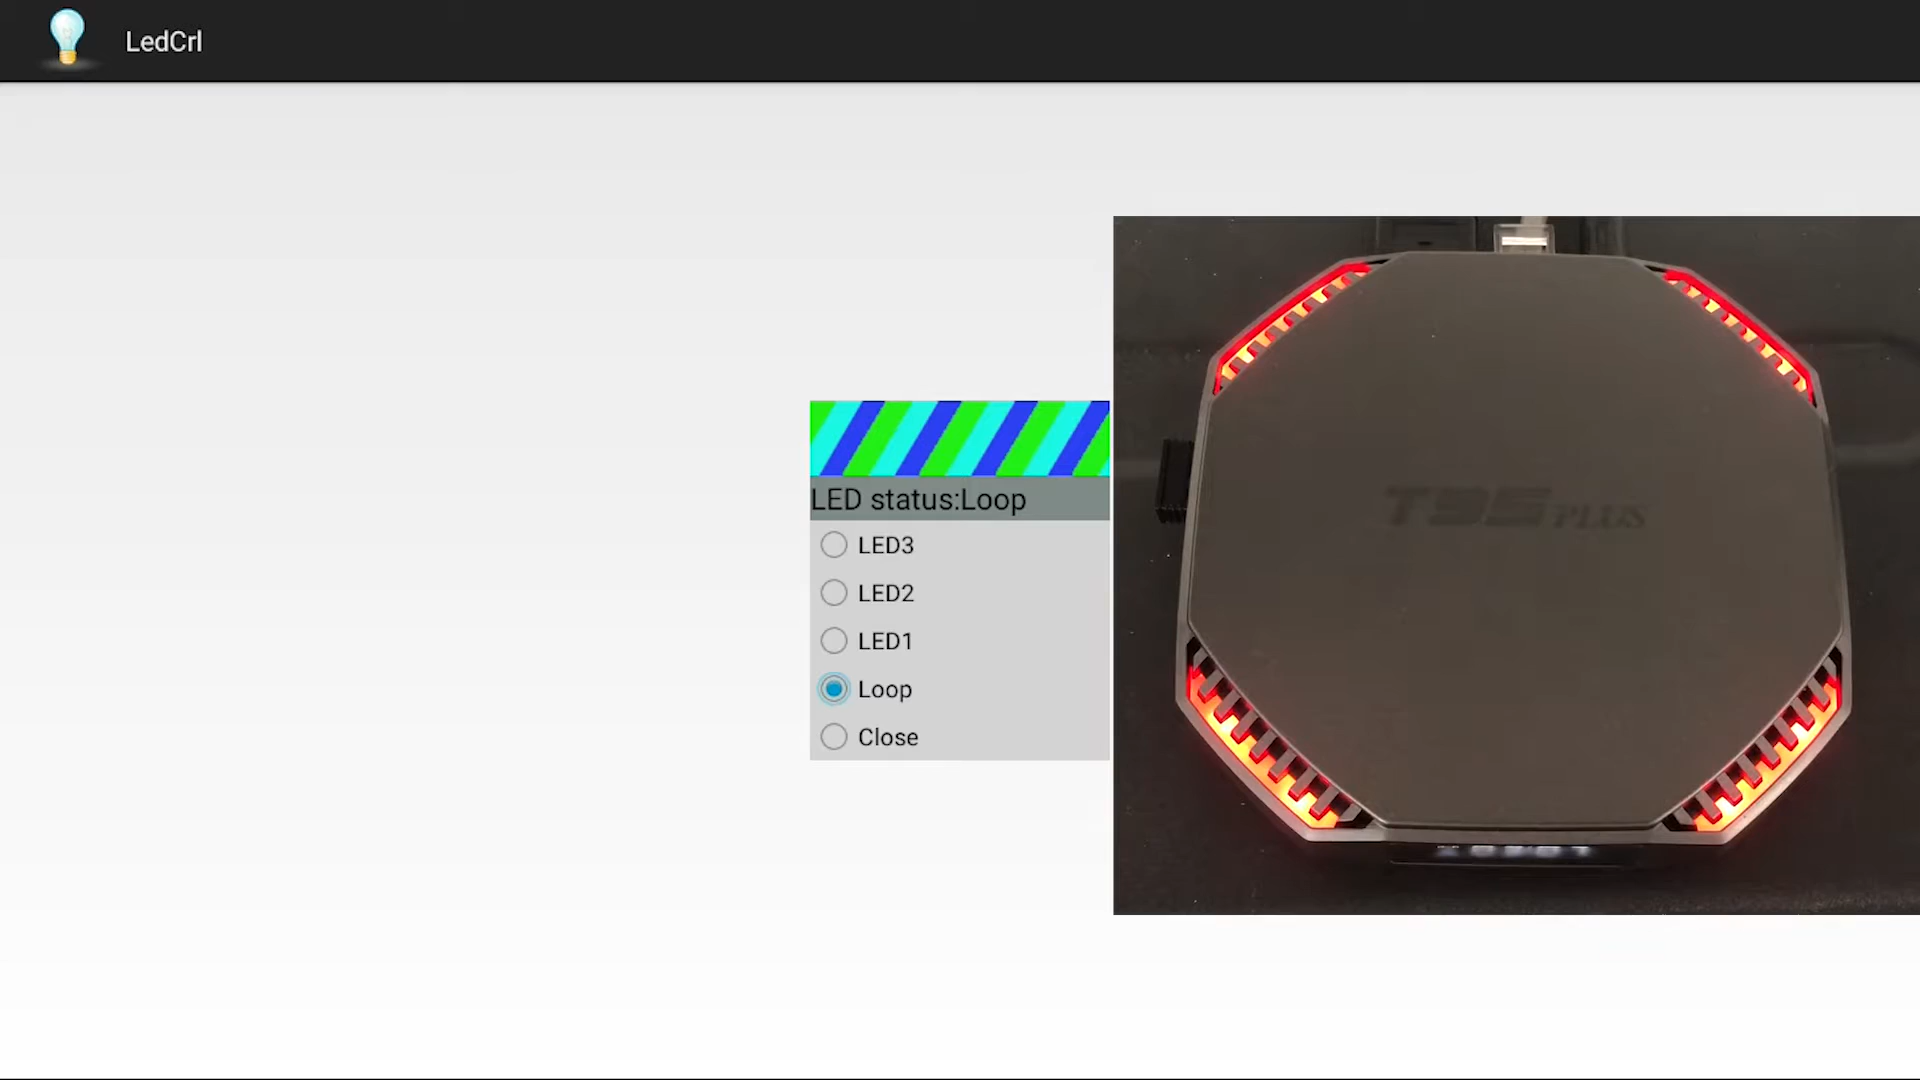 LedCrl
LED status:Loop
LED3
LED2
LED1
Loop
Close
T95 PLUS